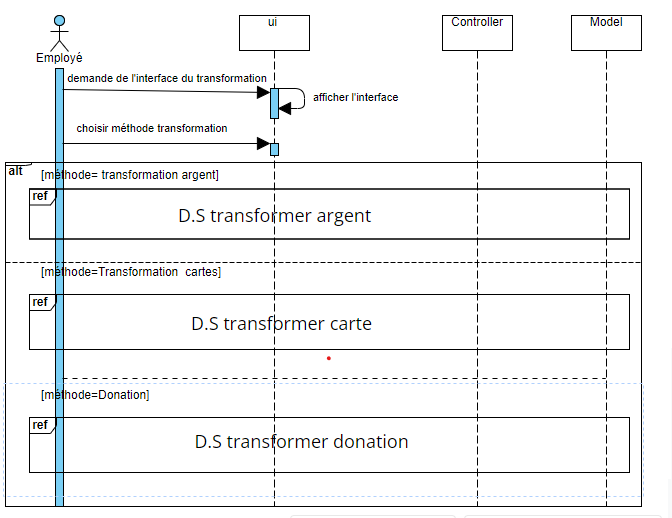 ui
Controller
Model
Employé
demande de l'interface du transformation
afficher l'interface
choisir méthode transformation
alt
[méthode= transformation argent]
ref
D.S transformer argent
[méthode=Transformation cartes]
ref
D.S transformer carte
[méthode=Donation]
ref
D.S transformer donation